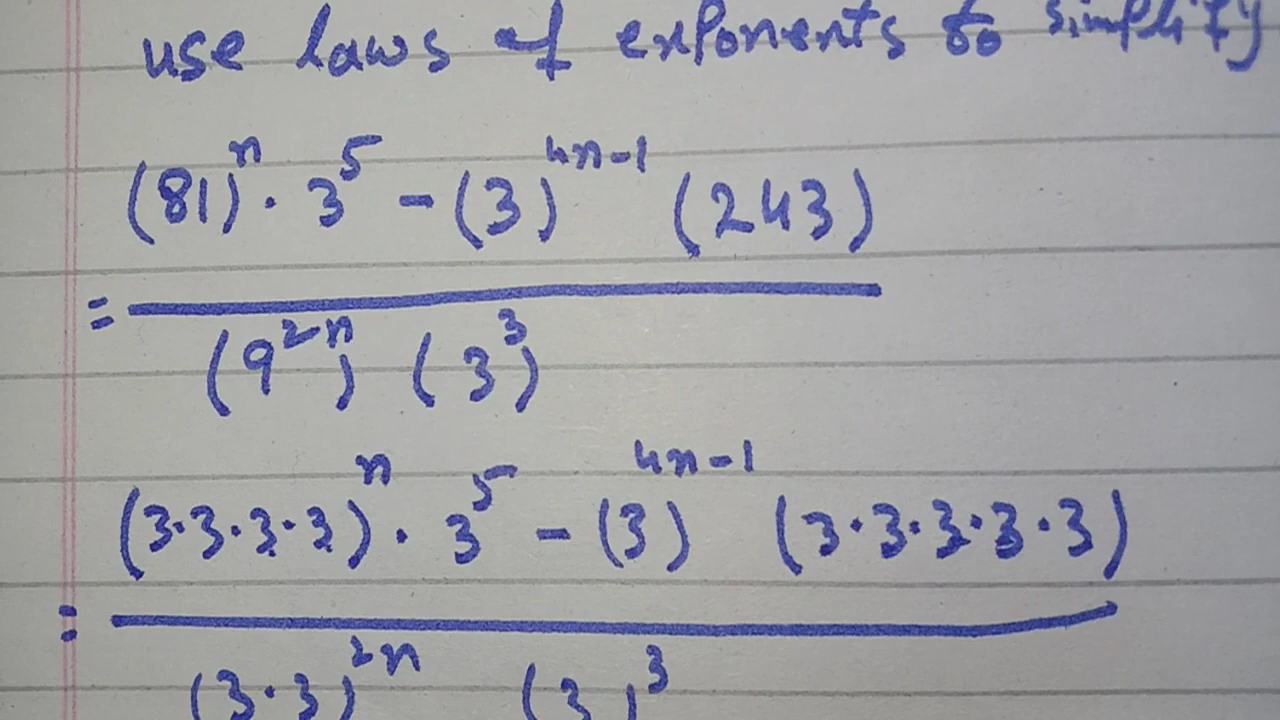 use laws of exponents to simplify
(81)^n · 3^5 - (3)^{4n-1} (243)
= ―――
(9^{2n}) (3^3)
(3·3·3·3)^n · 3^5 - (3)^{4n-1} (3·3·3·3·3)
= ―――
(3·3)^{2n} (3)^3